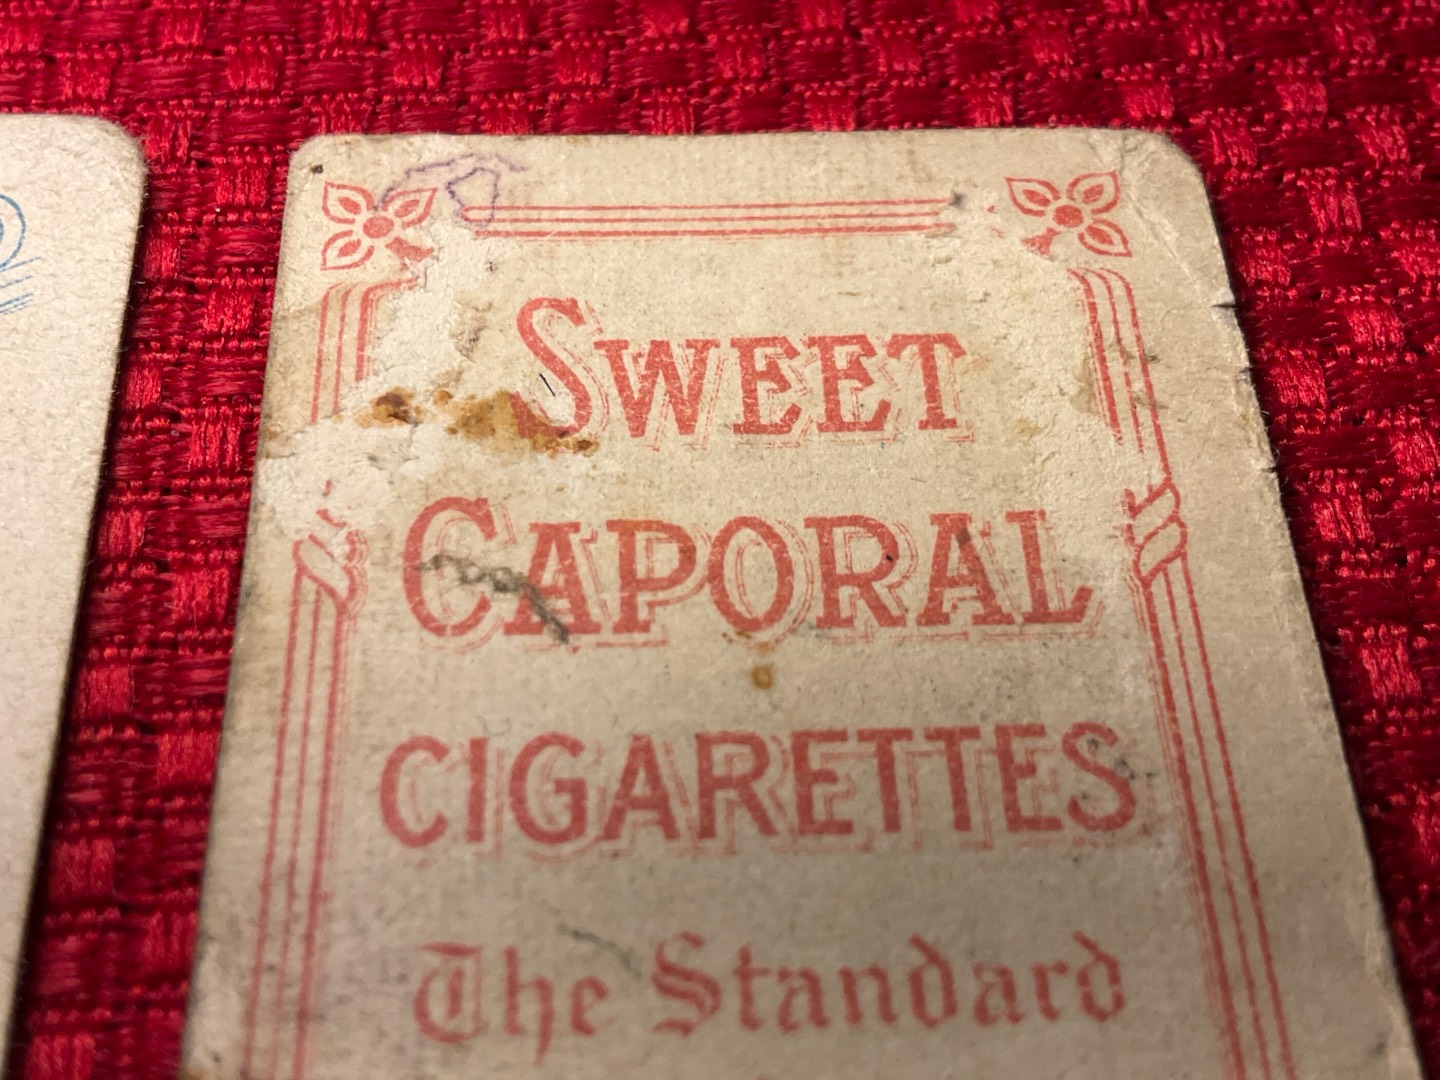 SWEET
CAPORAL
CIGARETTES
The Standard